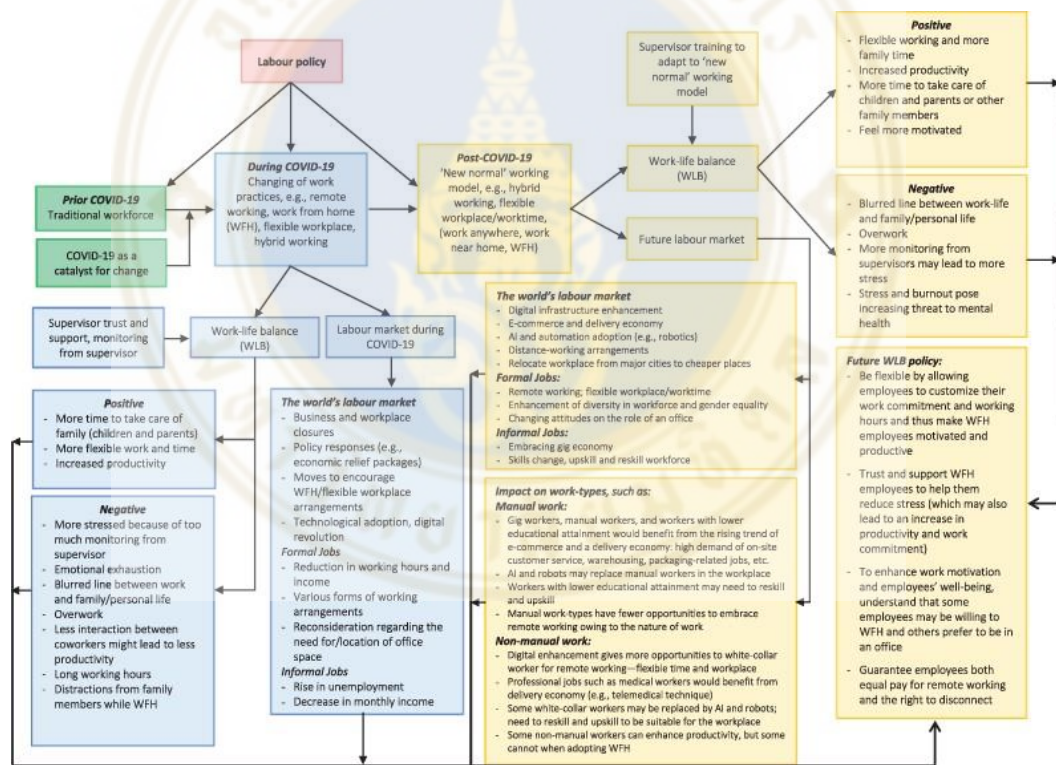 Labour policy
Prior COVID-19
Traditional workforce
COVID-19 as a
catalyst for change
During COVID-19
Changing of work
practices, e.g., remote
working, work from home
(WFH), flexible workplace,
hybrid working
Post-COVID-19
'New normal' working
model, e.g., hybrid
working, flexible
workplace/worktime,
(work anywhere, work
near home, WFH)
Supervisor training to
adapt to 'new
normal' working
model
Work-life balance
(WLB)
Future labour market
Positive
- Flexible working and more
family time
- Increased productivity
- More time to take care of
children and parents or other
family members
- Feel more motivated
Negative
- Blurred line between work-life
and family/personal life
- Overwork
- More monitoring from
supervisors may lead to more
stress
- Stress and burnout pose
increasing threat to mental
health
Supervisor trust and
support, monitoring
from supervisor
Work-life balance
(WLB)
Labour market during
COVID-19
Positive
- More time to take care of
family (children and parents)
- More flexible work and time
- Increased productivity
Negative
- More stressed because of too
much monitoring from
supervisor
- Emotional exhaustion
- Blurred line between work
and family/personal life
- Overwork
- Less interaction between
coworkers might lead to less
productivity
- Long working hours
- Distractions from family
members while WFH
The world's labour market
- Business and workplace
closures
- Policy responses (e.g.,
economic relief packages)
- Moves to encourage
WFH/flexible workplace
arrangements
- Technological adoption, digital
revolution
Formal Jobs
- Reduction in working hours and
income
- Various forms of working
arrangements
- Reconsideration regarding the
need for/location of office
space
Informal Jobs
- Rise in unemployment
- Decrease in monthly income
The world's labour market
- Digital infrastructure enhancement
- E-commerce and delivery economy
- AI and automation adoption (e.g., robotics)
- Distance-working arrangements
- Relocate workplace from major cities to cheaper places
Formal Jobs:
- Remote working; flexible workplace/worktime
- Enhancement of diversity in workforce and gender equality
- Changing attitudes on the role of an office
Informal Jobs:
- Embracing gig economy
- Skills change, upskill and reskill workforce
Impact on work-types, such as:
Manual work:
- Gig workers, manual workers, and workers with lower
educational attainment would benefit from the rising trend of
e-commerce and a delivery economy: high demand of on-site
customer service, warehousing, packaging-related jobs, etc.
- AI and robots may replace manual workers in the workplace
- Workers with lower educational attainment may need to reskill
and upskill
- Manual work-types have fewer opportunities to embrace
remote working owing to the nature of work
Non-manual work:
- Digital enhancement gives more opportunities to white-collar
worker for remote working—flexible time and workplace
- Professional jobs such as medical workers would benefit from
delivery economy (e.g., telemedical technique)
- Some white-collar workers may be replaced by AI and robots;
need to reskill and upskill to be suitable for the workplace
- Some non-manual workers can enhance productivity, but some
cannot when adopting WFH
Future WLB policy:
- Be flexible by allowing
employees to customize their
work commitment and working
hours and thus make WFH
employees motivated and
productive
- Trust and support WFH
employees to help them
reduce stress (which may also
lead to an increase in
productivity and work
commitment)
- To enhance work motivation
and employees' well-being,
understand that some
employees may be willing to
WFH and others prefer to be in
an office
- Guarantee employees both
equal pay for remote working
and the right to disconnect